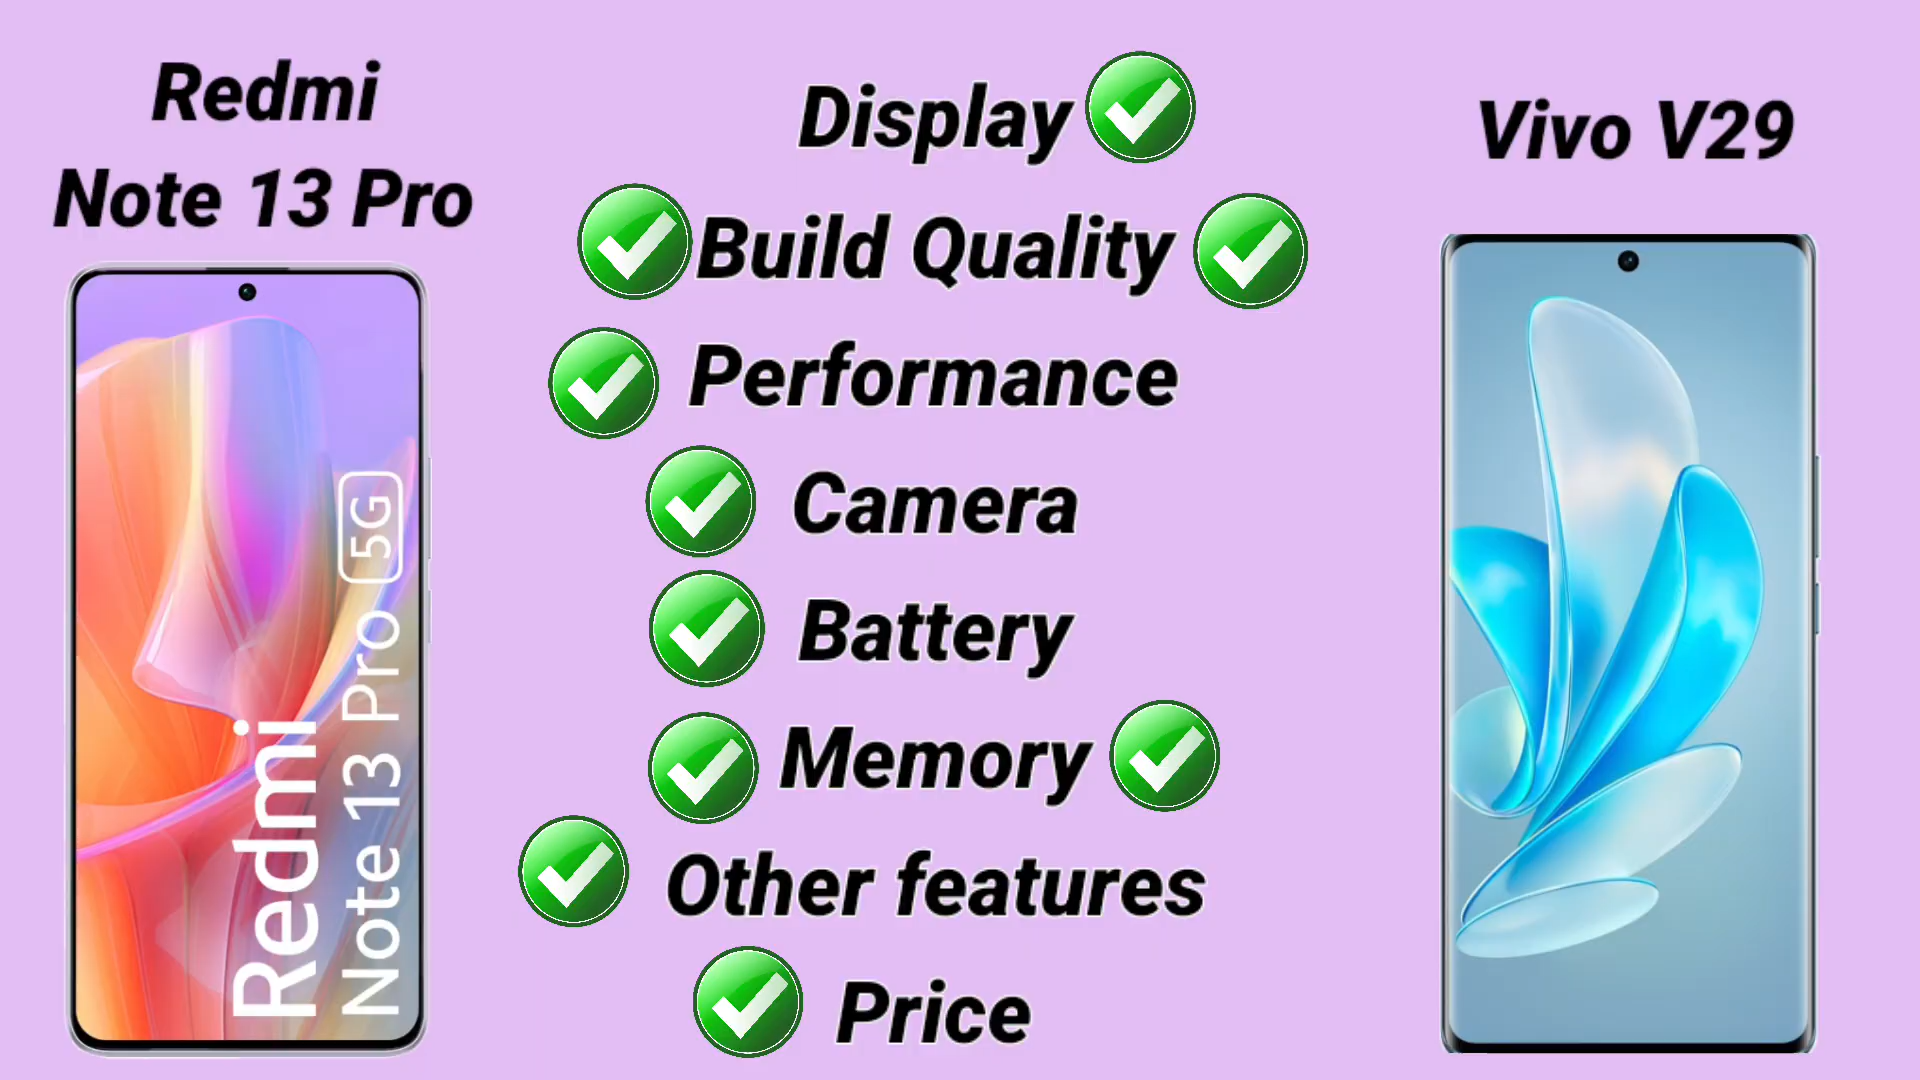 Redmi
Note 13 Pro
Redmi
Note 13 Pro 5G
Display
Build Quality
Performance
Camera
Battery
Memory
Other features
Price
Vivo V29